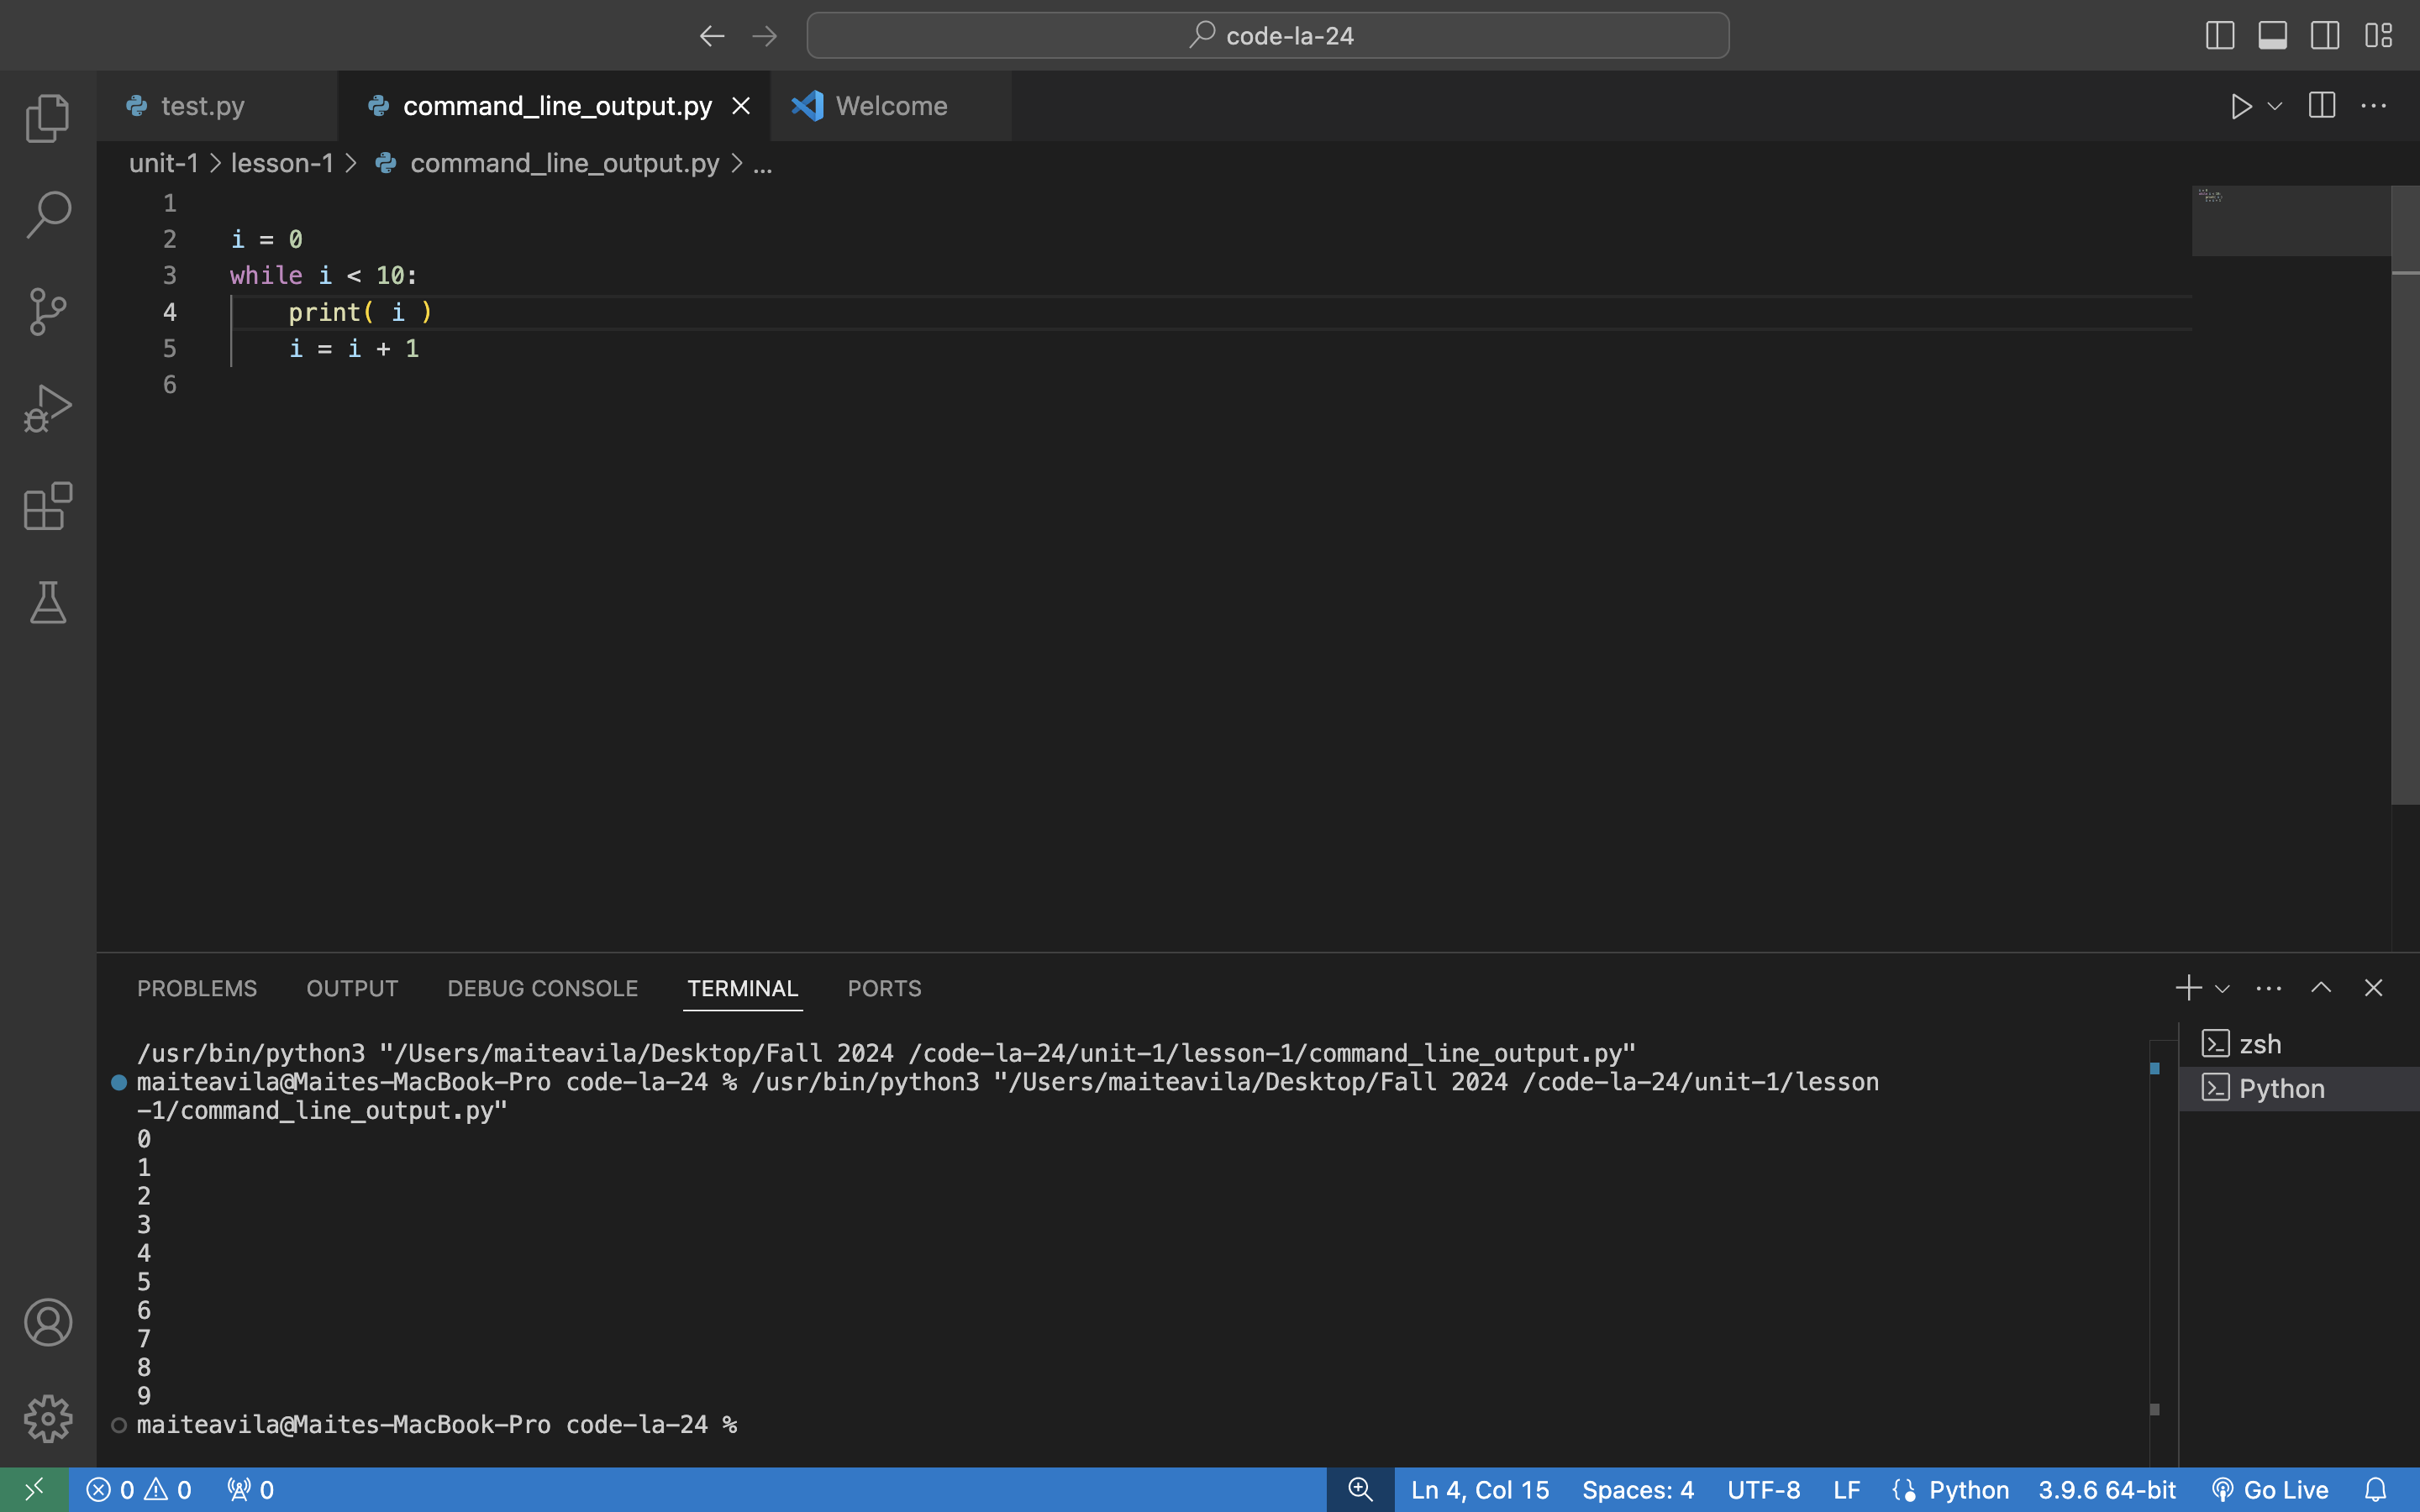 code-la-24
test.py
command_line_output.py
Welcome
unit-1 > lesson-1 > command_line_output.py > ...
1
2 i = 0
3 while i < 10:
4     print( i )
5     i = i + 1
6
PROBLEMS OUTPUT DEBUG CONSOLE TERMINAL PORTS
/usr/bin/python3 "/Users/maiteavila/Desktop/Fall 2024 /code-la-24/unit-1/lesson-1/command_line_output.py"
maiteavila@Maites-MacBook-Pro code-la-24 % /usr/bin/python3 "/Users/maiteavila/Desktop/Fall 2024 /code-la-24/unit-1/lesson
-1/command_line_output.py"
0
1
2
3
4
5
6
7
8
9
maiteavila@Maites-MacBook-Pro code-la-24 %
zsh
Python
0 0 0 Ln 4, Col 15 Spaces: 4 UTF-8 LF Python 3.9.6 64-bit Go Live